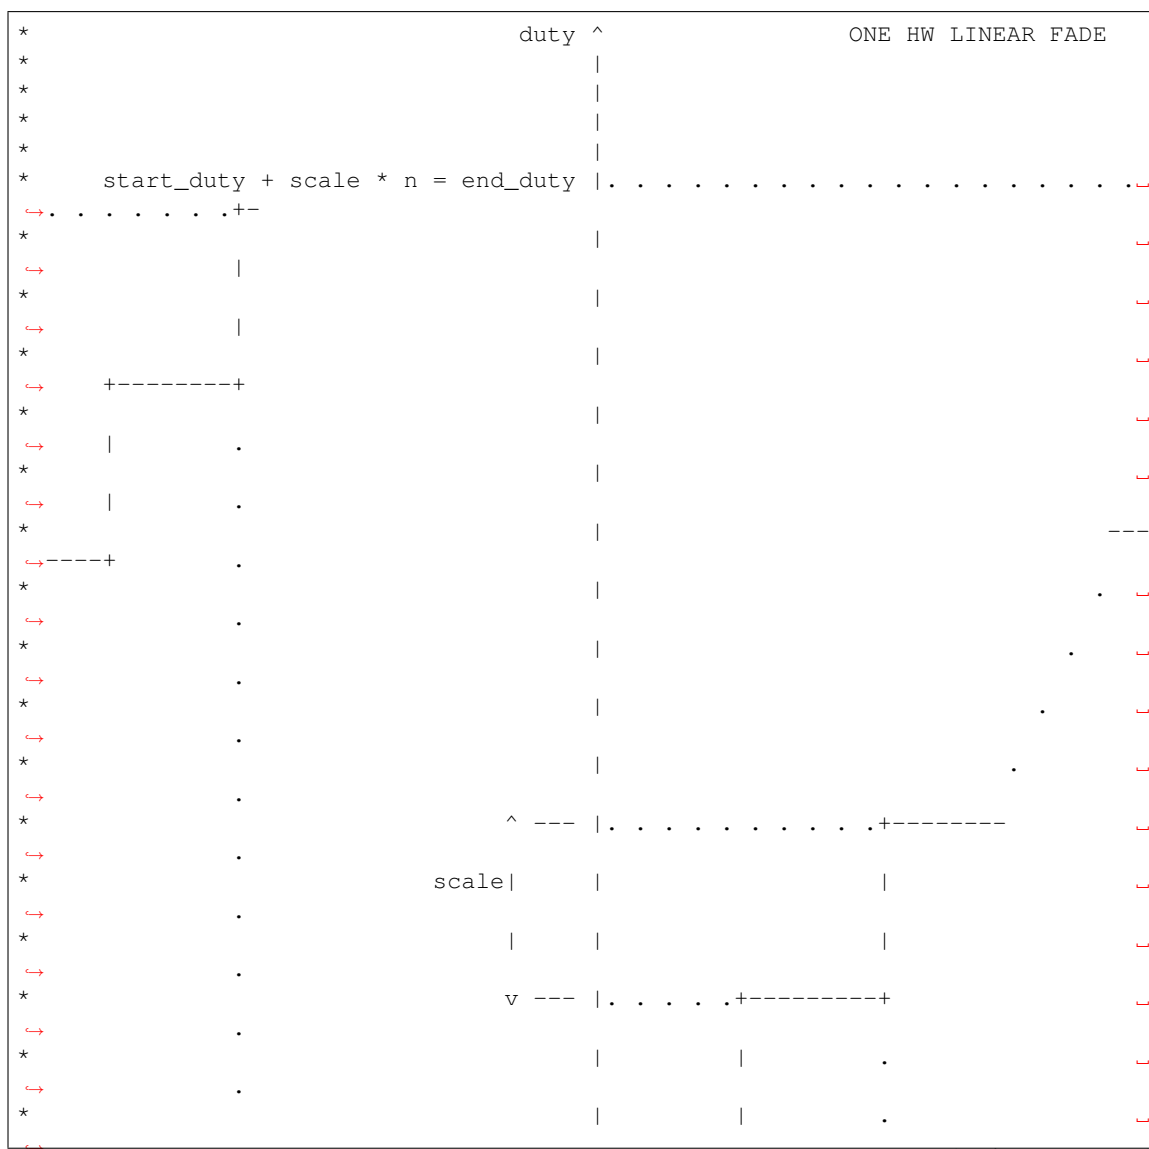 * duty ^ ONE HW LINEAR FADE
* |
* |
* |
* |
* start_duty + scale * n = end_duty |. . . . . . . . . . . . . . . . . . .␣
↪. . . . . . .+-
* | ␣
↪ |
* | ␣
↪ |
* | ␣
↪ +--------+
* | ␣
↪ | .
* | ␣
↪ | .
* | ---
↪----+ .
* | . ␣
↪ .
* | . ␣
↪ .
* | . ␣
↪ .
* | . ␣
↪ .
* ^ --- |. . . . . . . . . .+-------- ␣
↪ .
* scale| | | ␣
↪ .
* | | | ␣
↪ .
* v --- |. . . . .+---------+ ␣
↪ .
* | | . ␣
↪ .
* | | . ␣
↪